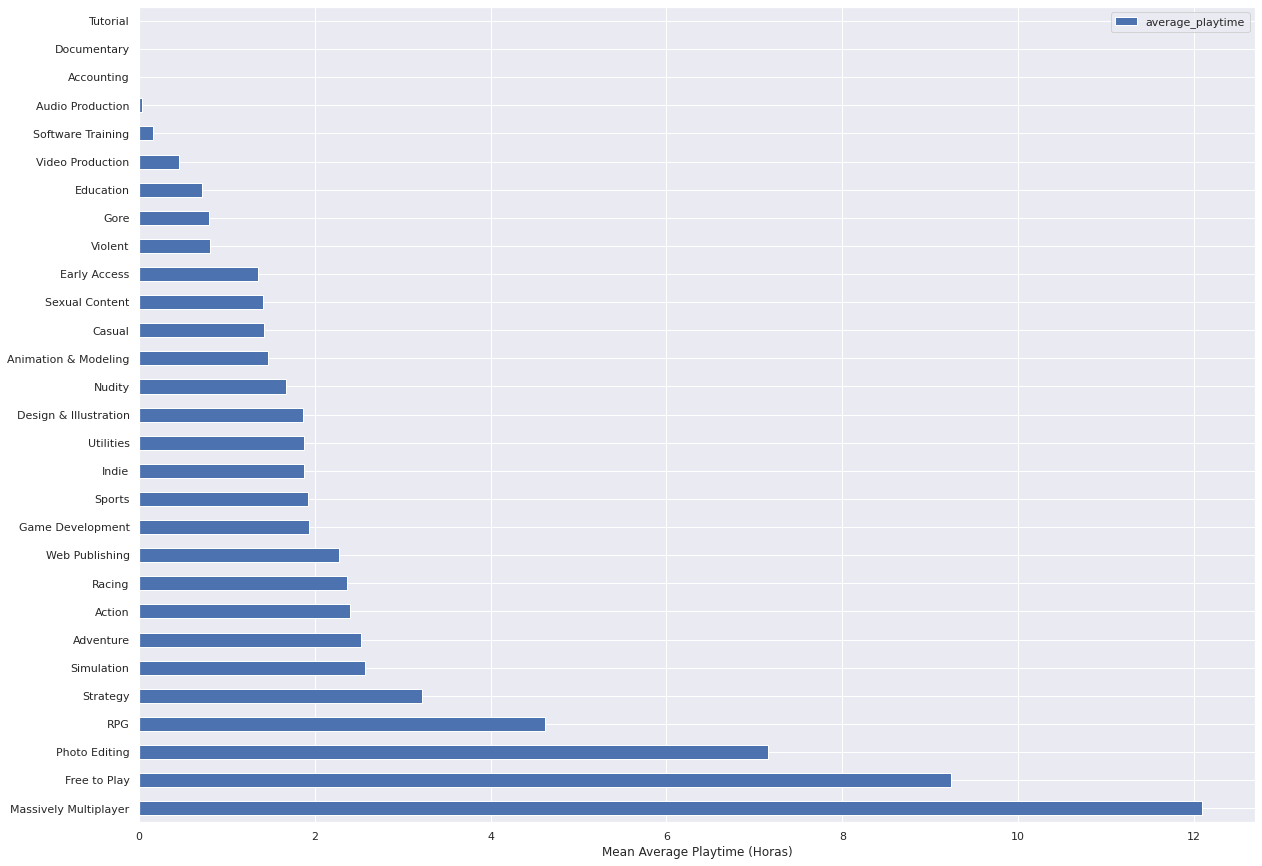 Tutorial
Documentary
Accounting
Audio Production
Software Training
Video Production
Education
Gore
Violent
Early Access
Sexual Content
Casual
Animation & Modeling
Nudity
Design & Illustration
Utilities
Indie
Sports
Game Development
Web Publishing
Racing
Action
Adventure
Simulation
Strategy
RPG
Photo Editing
Free to Play
Massively Multiplayer
average_playtime
0 2 4 6 8 10 12
Mean Average Playtime (Horas)